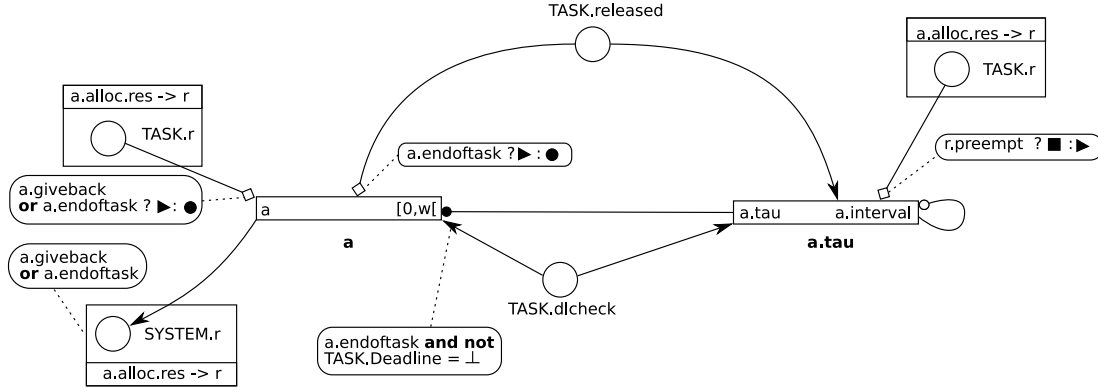 TASK.released
a.alloc.res -> r
TASK.r
a.alloc.res -> r
TASK.r
a.endoftask ? ▶ : ●
r.preempt ? ■ : ▶
a.giveback
or a.endoftask ? ▶: ●
a [0,w[
a
a.tau a.interval
a.tau
a.giveback
or a.endoftask
TASK.dlcheck
SYSTEM.r
a.alloc.res -> r
a.endoftask and not
TASK.Deadline = ⊥